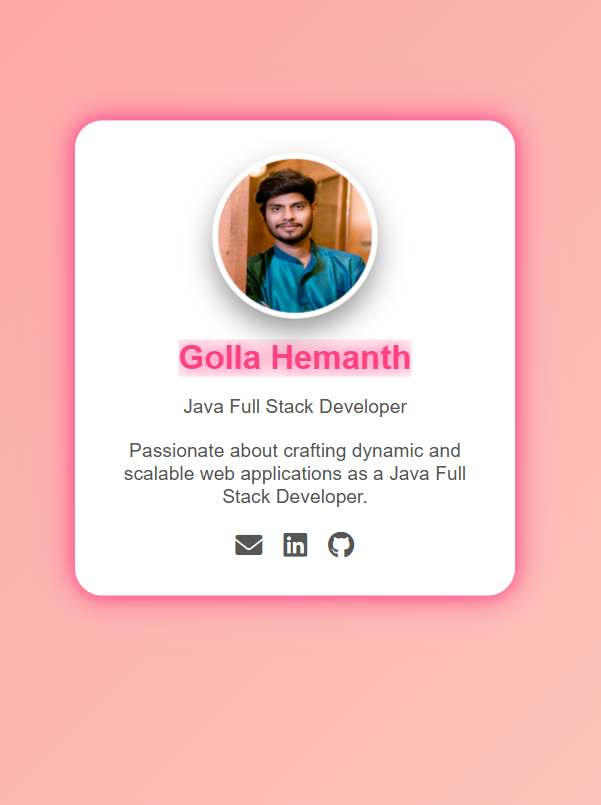 Golla Hemanth
Java Full Stack Developer
Passionate about crafting dynamic and
scalable web applications as a Java Full
Stack Developer.